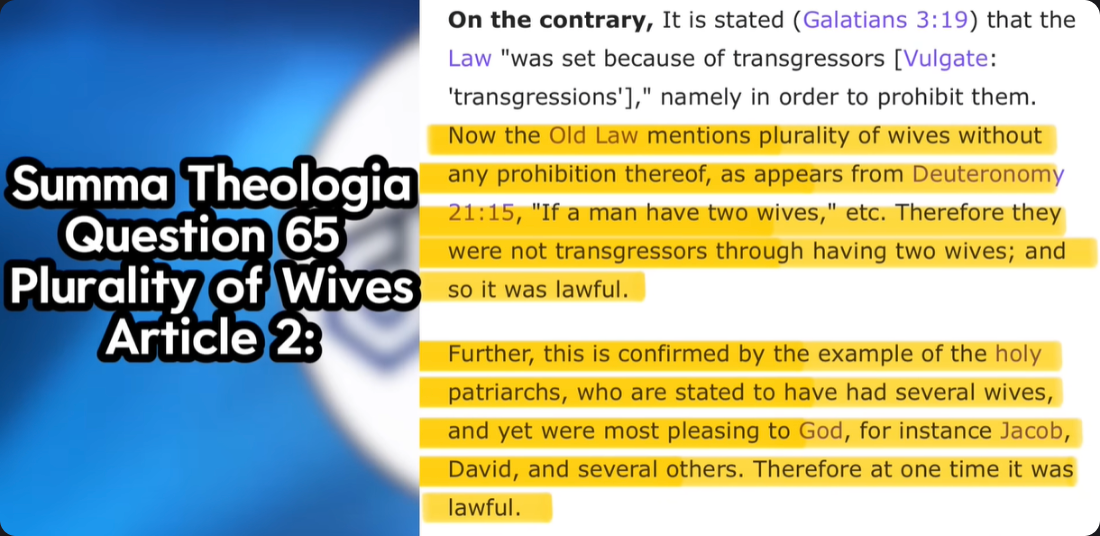 Summa Theologia
Question 65
Plurality of Wives
Article 2:
On the contrary, It is stated (Galatians 3:19) that the
Law "was set because of transgressors [Vulgate:
'transgressions']," namely in order to prohibit them.
Now the Old Law mentions plurality of wives without
any prohibition thereof, as appears from Deuteronomy
21:15, "If a man have two wives," etc. Therefore they
were not transgressors through having two wives; and
so it was lawful.
Further, this is confirmed by the example of the holy
patriarchs, who are stated to have had several wives,
and yet were most pleasing to God, for instance Jacob,
David, and several others. Therefore at one time it was
lawful.